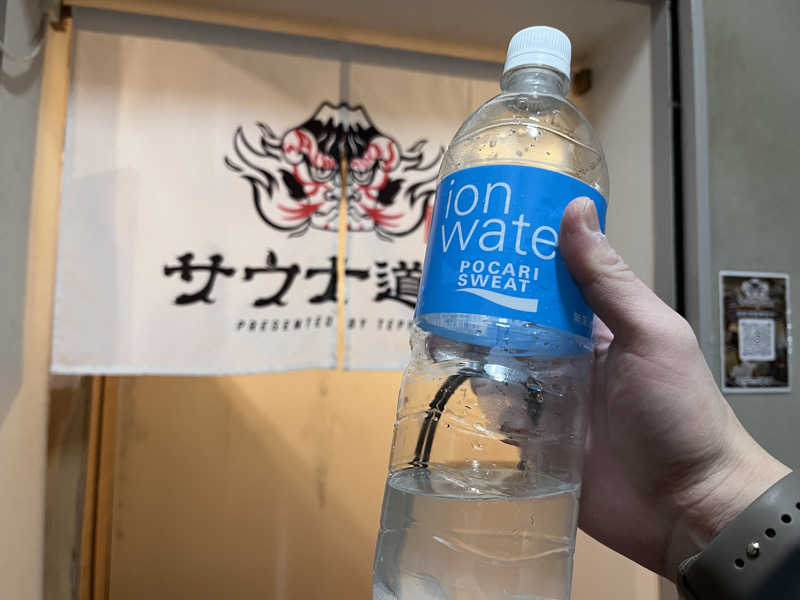 サウナ道
PRESENTED BY
ion
wate
POCARI
SWEAT